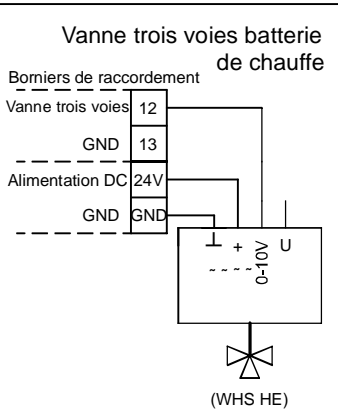 Vanne trois voies batterie
de chauffe
Borniers de raccordement
Vanne trois voies 12
GND 13
Alimentation DC 24V
GND GND
⊥ + 0-10V U
~ ~ ~ ~
(WHS HE)